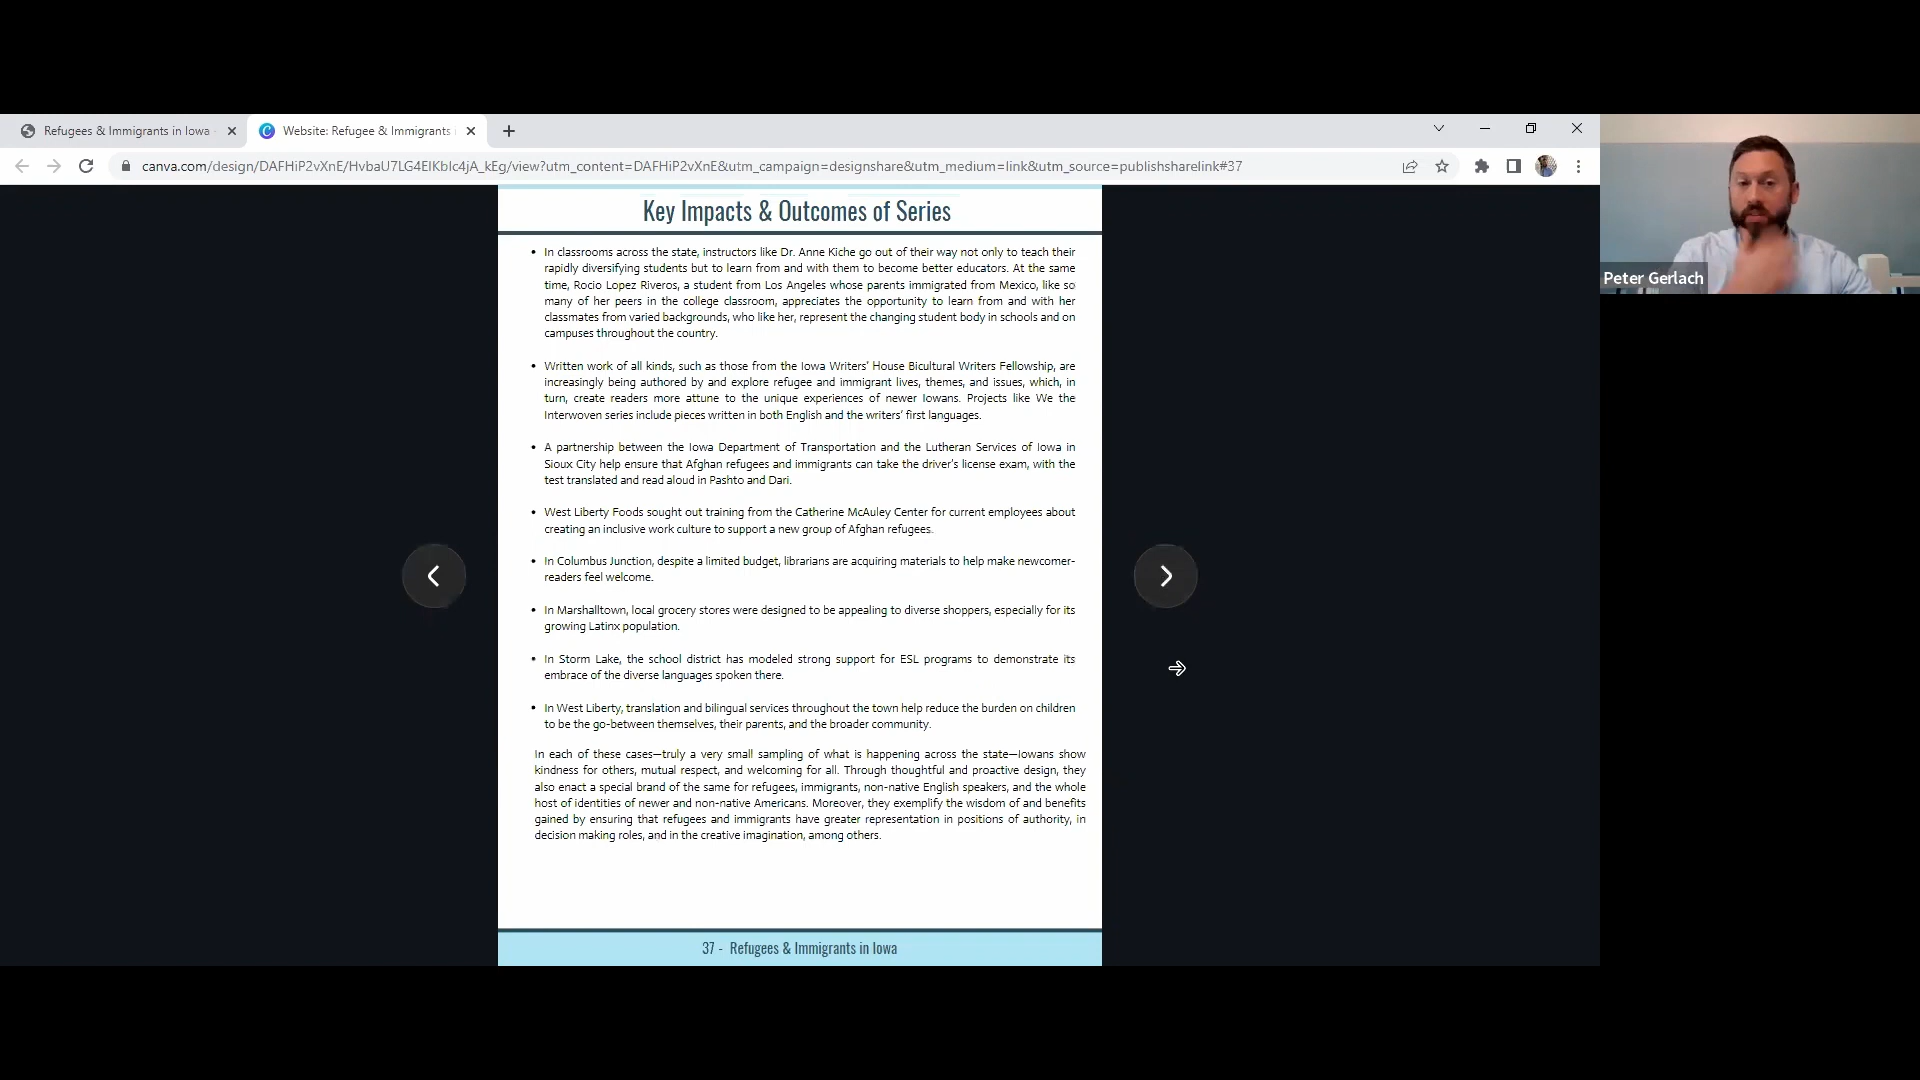 Refugees & Immigrants in Iowa
Website: Refugee & Immigrants
canva.com/design/DAFHiP2vXnE/HvbaU7LG4ElKbIc4jA_kEg/view?utm_content=DAFHiP2vXnE&utm_campaign=designshare&utm_medium=link&utm_source=publishsharelink#37
Peter Gerlach
Key Impacts & Outcomes of Series
• In classrooms across the state, instructors like Dr. Anne Kiche go out of their way not only to teach their
rapidly diversifying students but to learn from and with them to become better educators. At the same
time, Rocio Lopez Riveros, a student from Los Angeles whose parents immigrated from Mexico, like so
many of her peers in the college classroom, appreciates the opportunity to learn from and with her
classmates from varied backgrounds, who like her, represent the changing student body in schools and on
campuses throughout the country.
• Written work of all kinds, such as those from the Iowa Writers' House Bicultural Writers Fellowship, are
increasingly being authored by and explore refugee and immigrant lives, themes, and issues, which, in
turn, create readers more attune to the unique experiences of newer Iowans. Projects like We the
Interwoven series include pieces written in both English and the writers' first languages.
• A partnership between the Iowa Department of Transportation and the Lutheran Services of Iowa in
Sioux City help ensure that Afghan refugees and immigrants can take the driver's license exam, with the
test translated and read aloud in Pashto and Dari.
• West Liberty Foods sought out training from the Catherine McAuley Center for current employees about
creating an inclusive work culture to support a new group of Afghan refugees.
• In Columbus Junction, despite a limited budget, librarians are acquiring materials to help make newcomer-
readers feel welcome.
• In Marshalltown, local grocery stores were designed to be appealing to diverse shoppers, especially for its
growing Latinx population.
• In Storm Lake, the school district has modeled strong support for ESL programs to demonstrate its
embrace of the diverse languages spoken there.
• In West Liberty, translation and bilingual services throughout the town help reduce the burden on children
to be the go-between themselves, their parents, and the broader community.
In each of these cases—truly a very small sampling of what is happening across the state—Iowans show
kindness for others, mutual respect, and welcoming for all. Through thoughtful and proactive design, they
also enact a special brand of the same for refugees, immigrants, non-native English speakers, and the whole
host of identities of newer and non-native Americans. Moreover, they exemplify the wisdom of and benefits
gained by ensuring that refugees and immigrants have greater representation in positions of authority, in
decision making roles, and in the creative imagination, among others.
37 - Refugees & Immigrants in Iowa